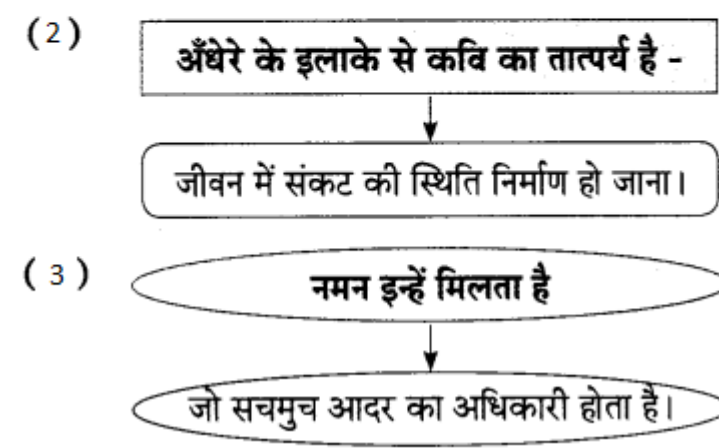 (2)
अँधेरे के इलाके से कवि का तात्पर्य है -
जीवन में संकट की स्थिति निर्माण हो जाना।
( 3 )
नमन इन्हें मिलता है
जो सचमुच आदर का अधिकारी होता है।